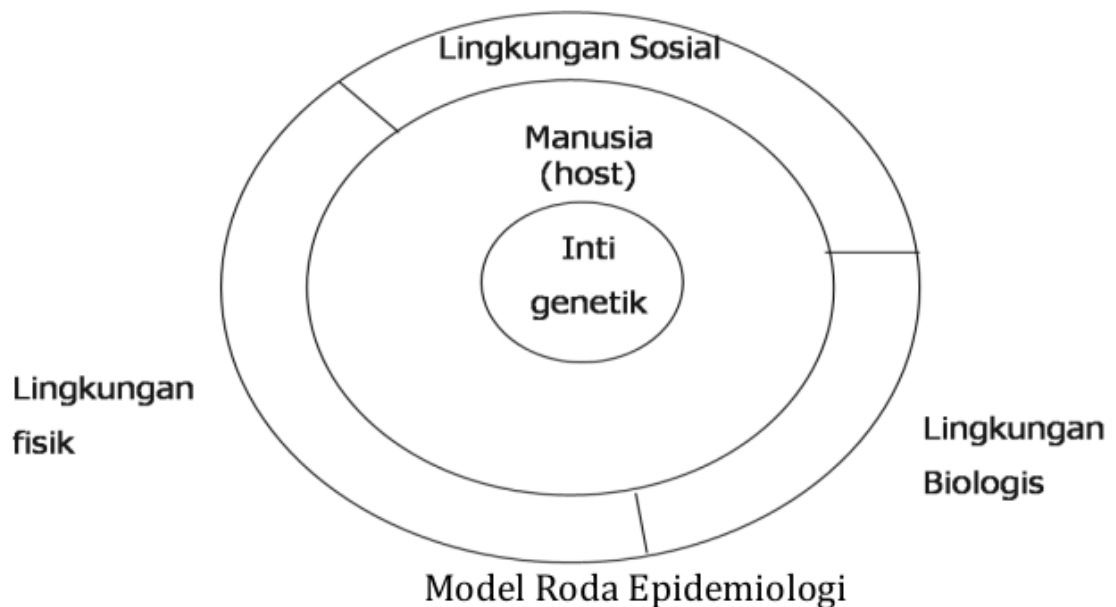 Lingkungan Sosial
Manusia
(host)
Inti
genetik
Lingkungan
fisik
Lingkungan
Biologis
Model Roda Epidemiologi